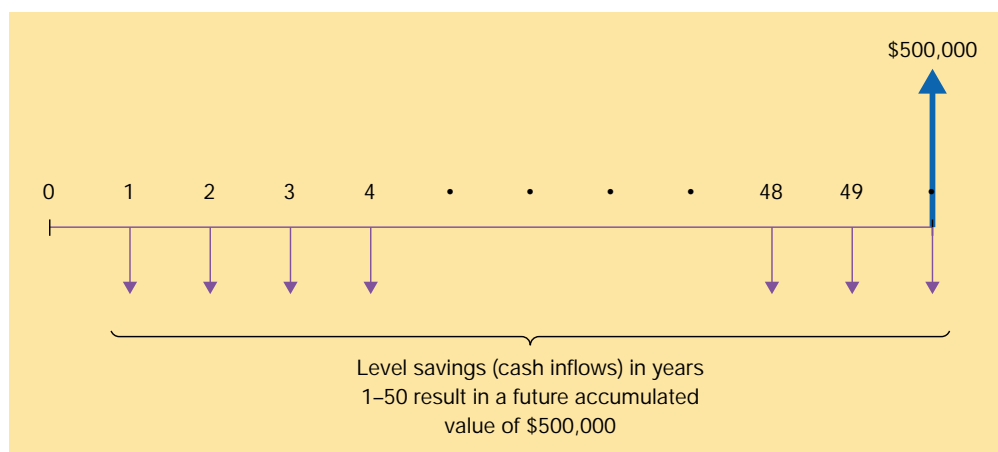 $500,000
0 1 2 3 4 • • • • 48 49 •
Level savings (cash inflows) in years
1–50 result in a future accumulated
value of $500,000